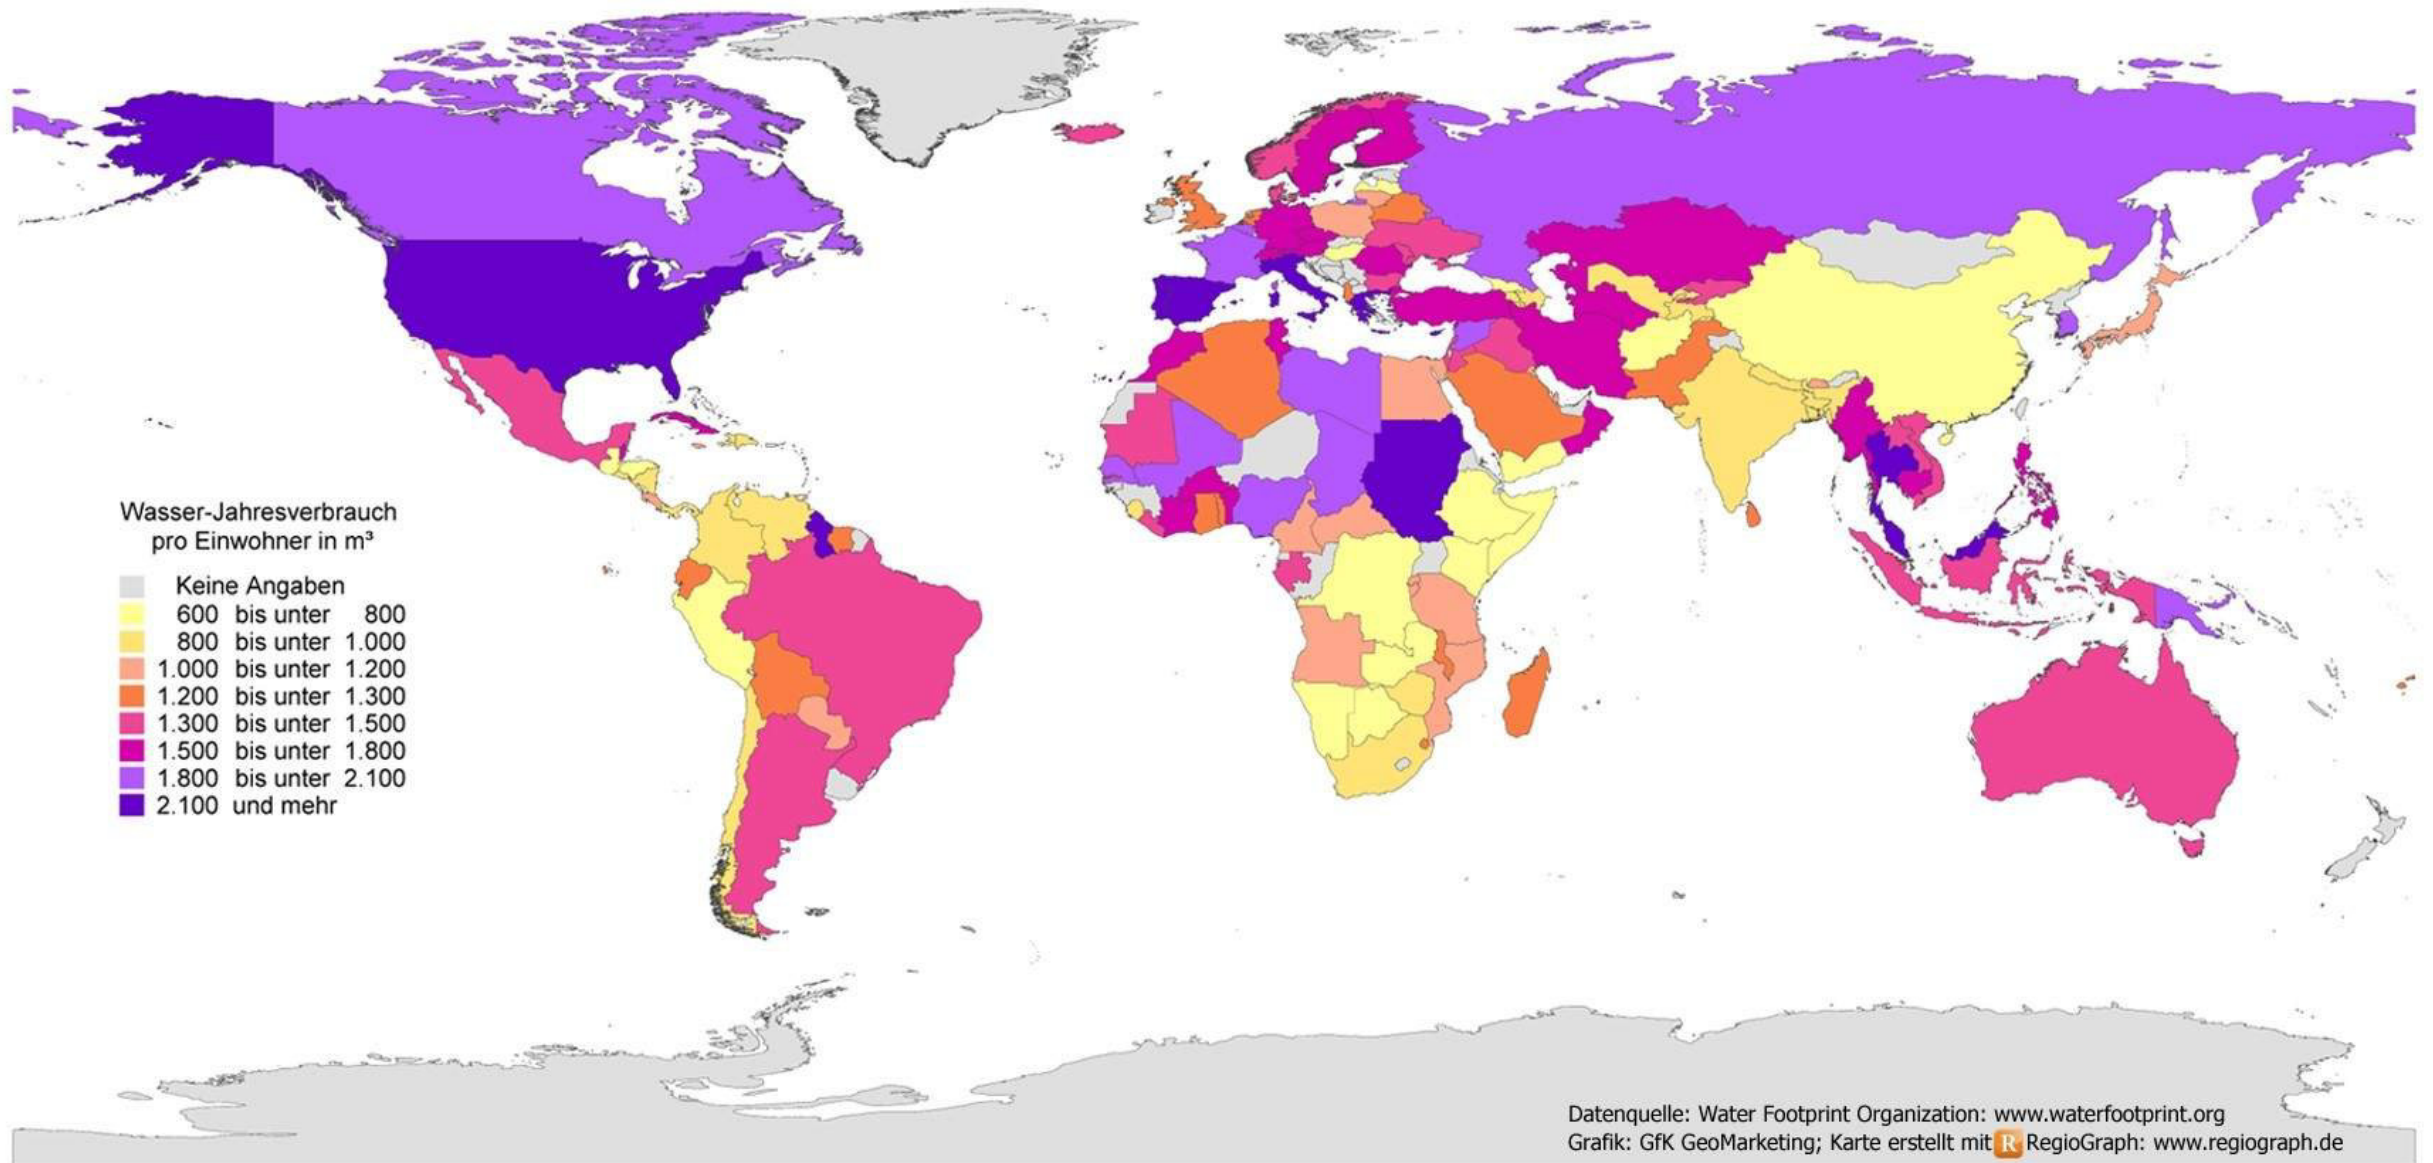 Wasser-Jahresverbrauch
pro Einwohner in m³
Keine Angaben
600 bis unter 800
800 bis unter 1.000
1.000 bis unter 1.200
1.200 bis unter 1.300
1.300 bis unter 1.500
1.500 bis unter 1.800
1.800 bis unter 2.100
2.100 und mehr
Datenquelle: Water Footprint Organization: www.waterfootprint.org
Grafik: GfK GeoMarketing; Karte erstellt mit R RegioGraph: www.regiograph.de